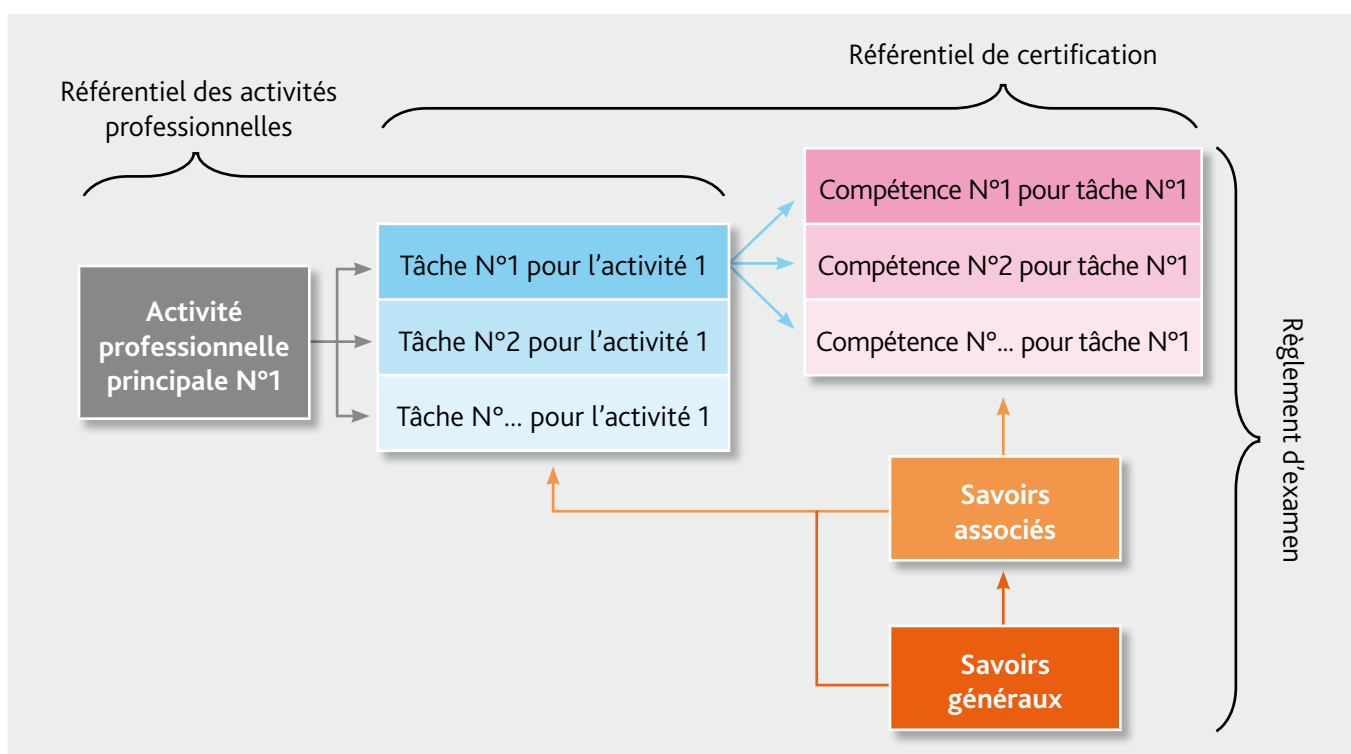 Référentiel de certification
Référentiel des activités
professionnelles
Activité
professionnelle
principale N°1
Tâche N°1 pour l’activité 1
Tâche N°2 pour l’activité 1
Tâche N°... pour l’activité 1
Compétence N°1 pour tâche N°1
Compétence N°2 pour tâche N°1
Compétence N°... pour tâche N°1
Savoirs
associés
Savoirs
généraux
Règlement d’examen